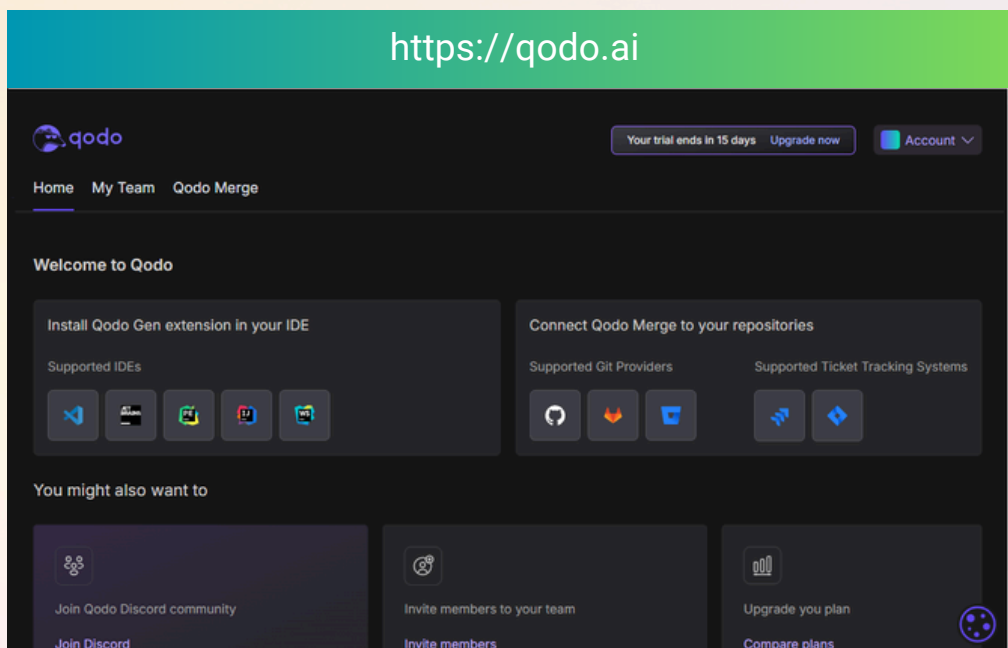 https://qodo.ai
qodo
Your trial ends in 15 days Upgrade now
Account
Home My Team Qodo Merge
Welcome to Qodo
Install Qodo Gen extension in your IDE
Supported IDEs
PC
IJ
WS
Connect Qodo Merge to your repositories
Supported Git Providers
Supported Ticket Tracking Systems
You might also want to
Join Qodo Discord community
Join Discord
Invite members to your team
Invite members
Upgrade you plan
Compare plans